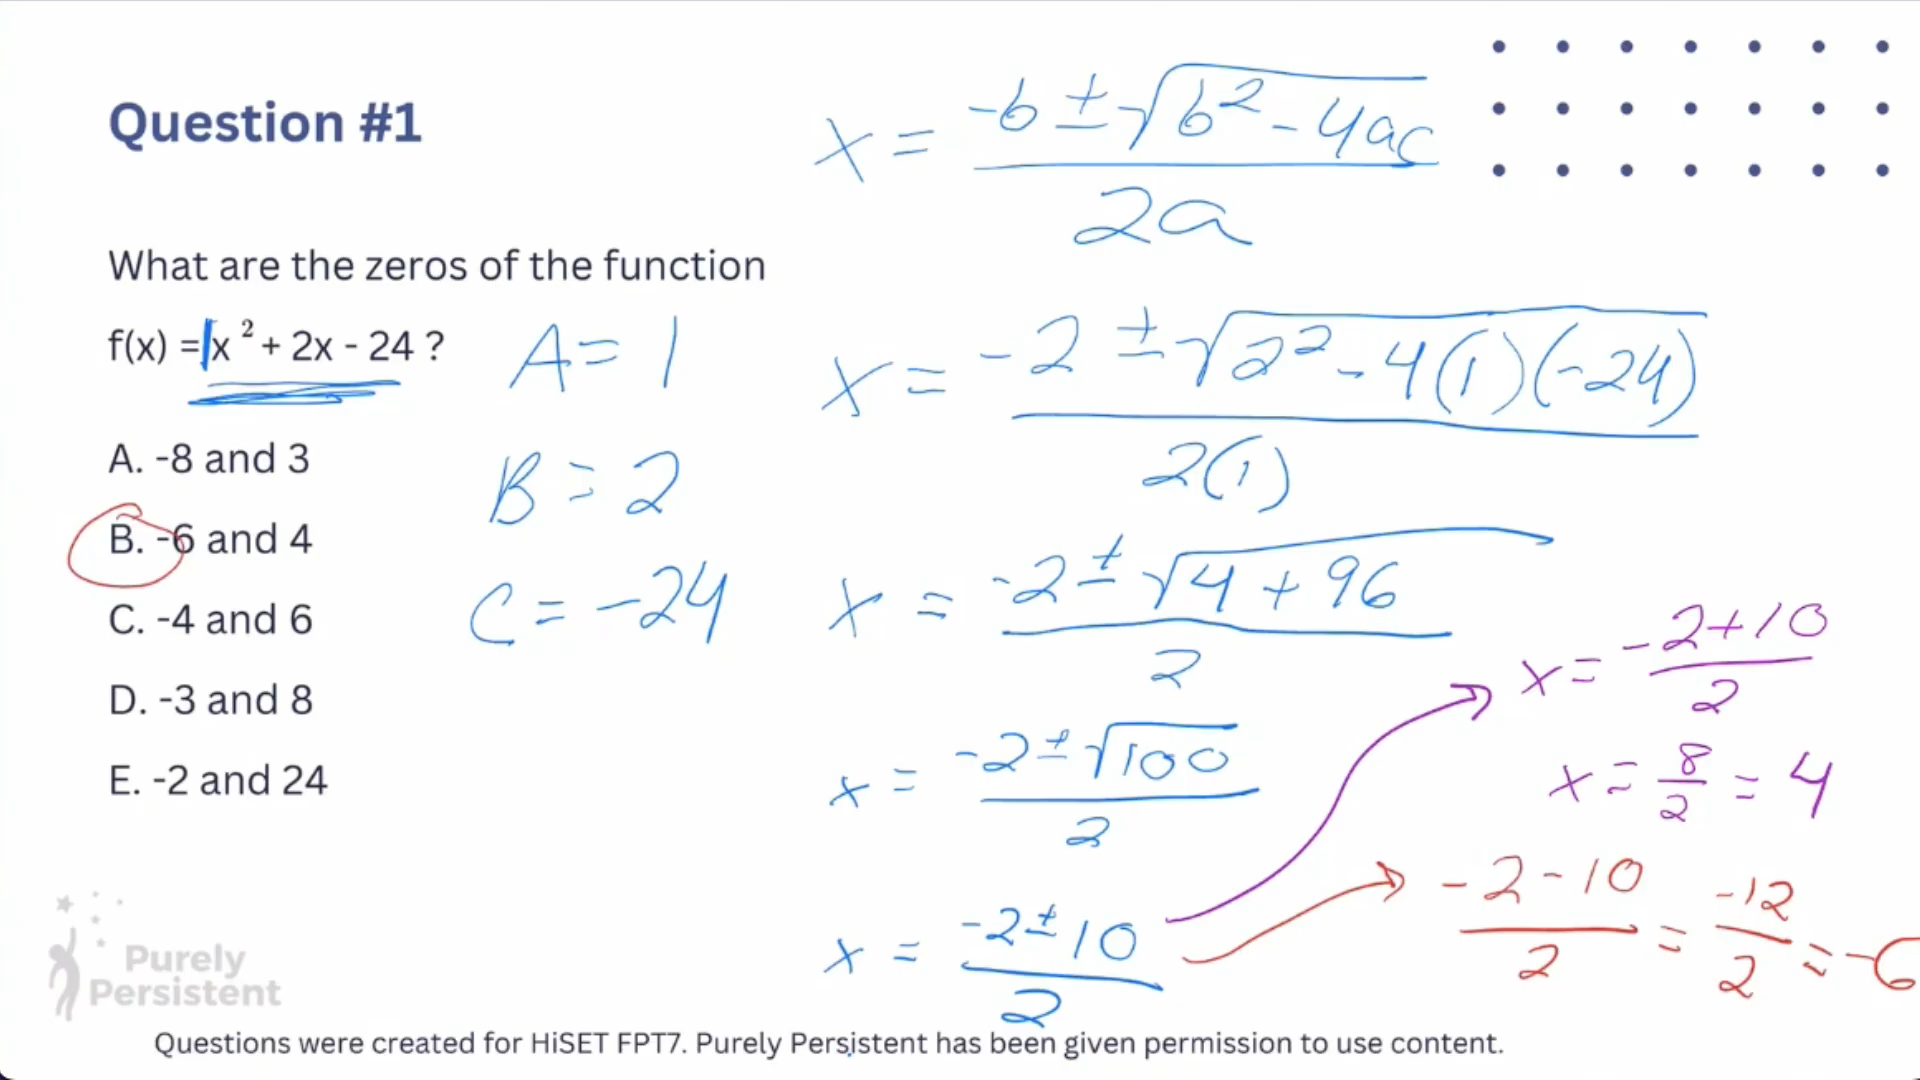 Question #1
What are the zeros of the function
f(x) = 1x² + 2x - 24 ?
A. -8 and 3
B. -6 and 4
C. -4 and 6
D. -3 and 8
E. -2 and 24
A = 1
B = 2
C = -24
x = (-b ± √(b² - 4ac)) / 2a
x = (-2 ± √(2² - 4(1)(-24))) / 2(1)
x = (-2 ± √(4 + 96)) / 2
x = (-2 ± √100) / 2
x = (-2 ± 10) / 2
x = (-2 + 10) / 2
x = 8/2 = 4
(-2 - 10) / 2 = -12/2 = -6
Purely
Persistent
Questions were created for HiSET FPT7. Purely Persistent has been given permission to use content.